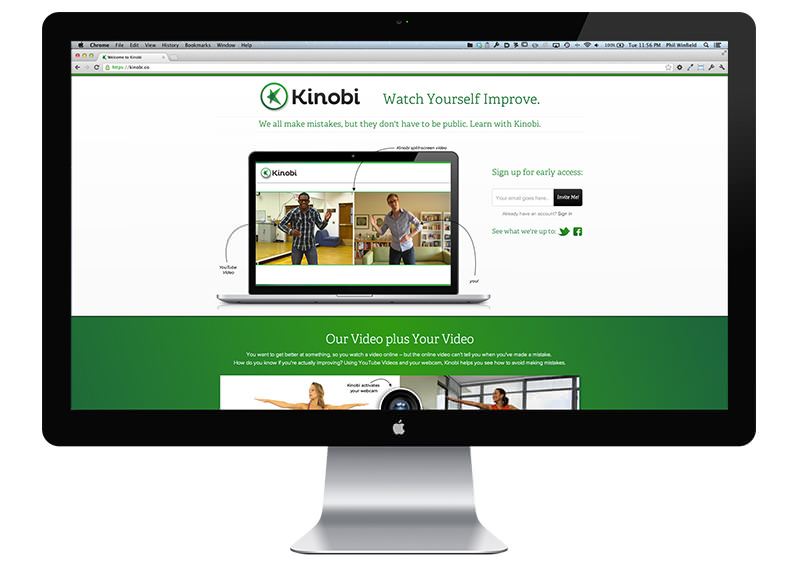 Chrome File Edit View History Bookmarks Window Help
100% Tue 11:56 PM Phil Winfield
Welcome to Kinobi
https://kinobi.co
Kinobi
Watch Yourself Improve.
We all make mistakes, but they don't have to be public. Learn with Kinobi.
Kinobi splitscreen video
Kinobi
YouTube
Video
you!
Sign up for early access:
Your email goes here...
Invite Me!
Already have an account? Sign in
See what we're up to:
Our Video plus Your Video
You want to get better at something, so you watch a video online – but the online video can't tell you when you've made a mistake.
How do you know if you're actually improving? Using YouTube Videos and your webcam, Kinobi helps you see how to avoid making mistakes.
Kinobi activates
your webcam